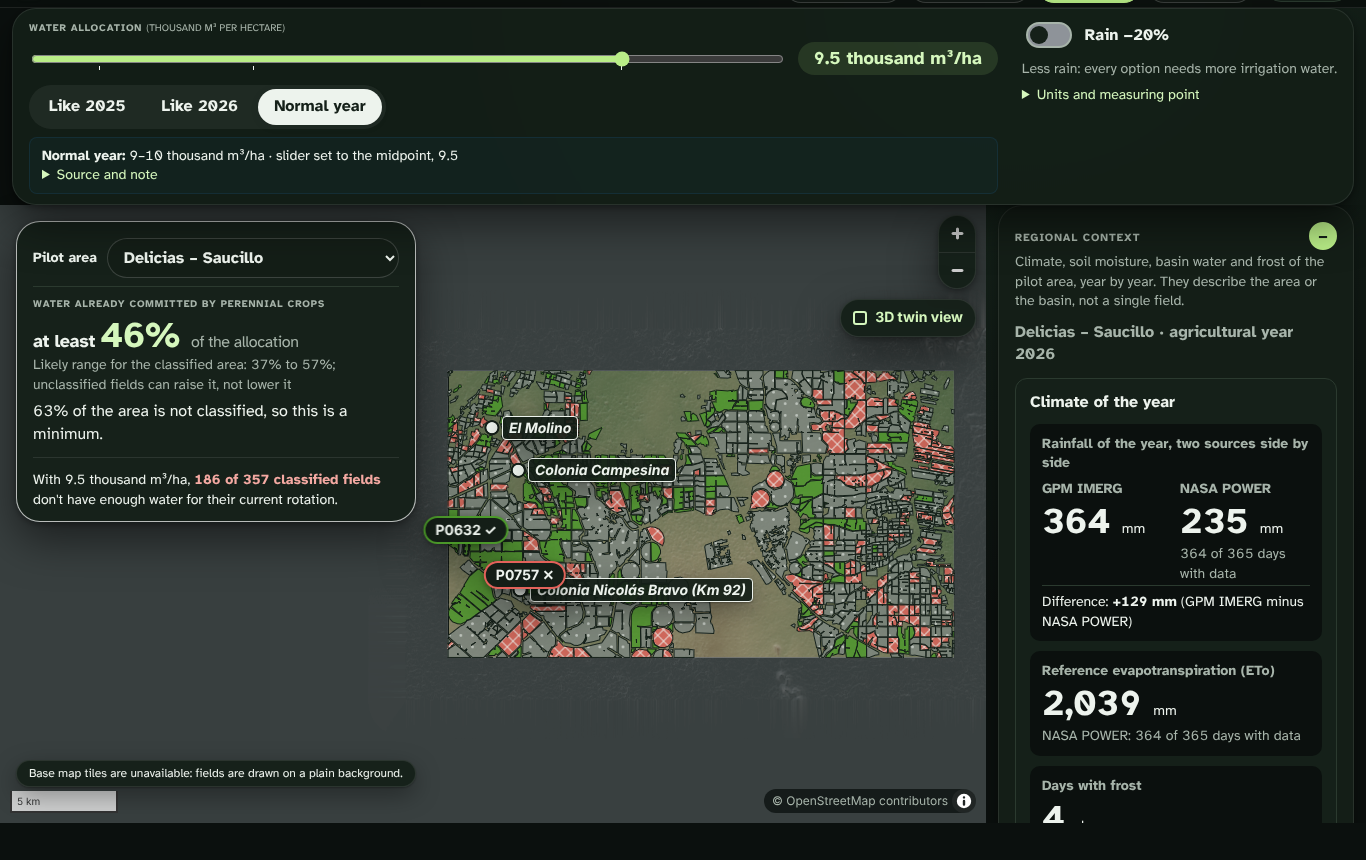 WATER ALLOCATION (THOUSAND M³ PER HECTARE)
9.5 thousand m³/ha
Like 2025 Like 2026 Normal year
Normal year: 9–10 thousand m³/ha · slider set to the midpoint, 9.5
Source and note
Rain −20%
Less rain: every option needs more irrigation water.
Units and measuring point
Pilot area Delicias – Saucillo
WATER ALREADY COMMITTED BY PERENNIAL CROPS
at least 46% of the allocation
Likely range for the classified area: 37% to 57%;
unclassified fields can raise it, not lower it
63% of the area is not classified, so this is a
minimum.
With 9.5 thousand m³/ha, 186 of 357 classified fields
don't have enough water for their current rotation.
+
−
3D twin view
El Molino
Colonia Campesina
P0632 ✓
P0757 ✕
Colonia Nicolás Bravo (Km 92)
Base map tiles are unavailable: fields are drawn on a plain background.
5 km
© OpenStreetMap contributors
REGIONAL CONTEXT
−
Climate, soil moisture, basin water and frost of the
pilot area, year by year. They describe the area or
the basin, not a single field.
Delicias – Saucillo · agricultural year
2026
Climate of the year
Rainfall of the year, two sources side by
side
GPM IMERG NASA POWER
364 mm 235 mm
364 of 365 days
with data
Difference: +129 mm (GPM IMERG minus
NASA POWER)
Reference evapotranspiration (ETo)
2,039 mm
NASA POWER: 364 of 365 days with data
Days with frost
4